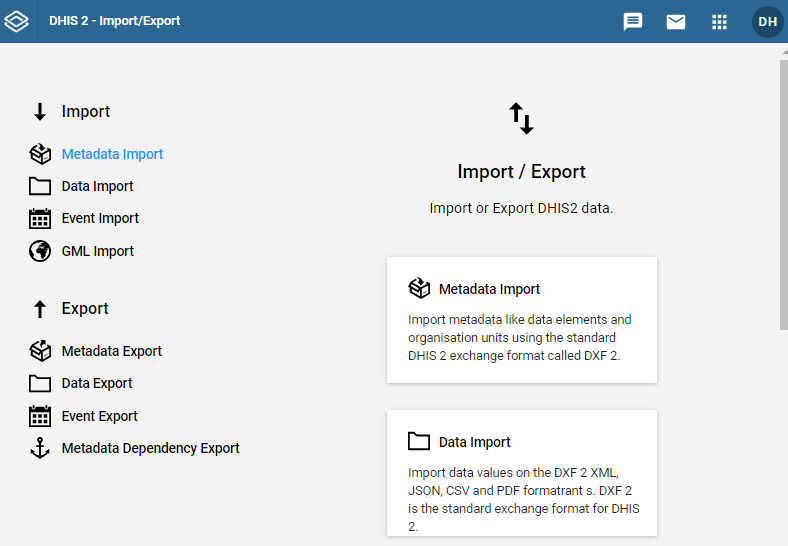 DHIS 2 - Import/Export
DH
Import
Metadata Import
Data Import
Event Import
GML Import
Export
Metadata Export
Data Export
Event Export
Metadata Dependency Export
Import / Export
Import or Export DHIS2 data.
Metadata Import
Import metadata like data elements and
organisation units using the standard
DHIS 2 exchange format called DXF 2.
Data Import
Import data values on the DXF 2 XML,
JSON, CSV and PDF formatrant s. DXF 2
is the standard exchange format for DHIS
2.